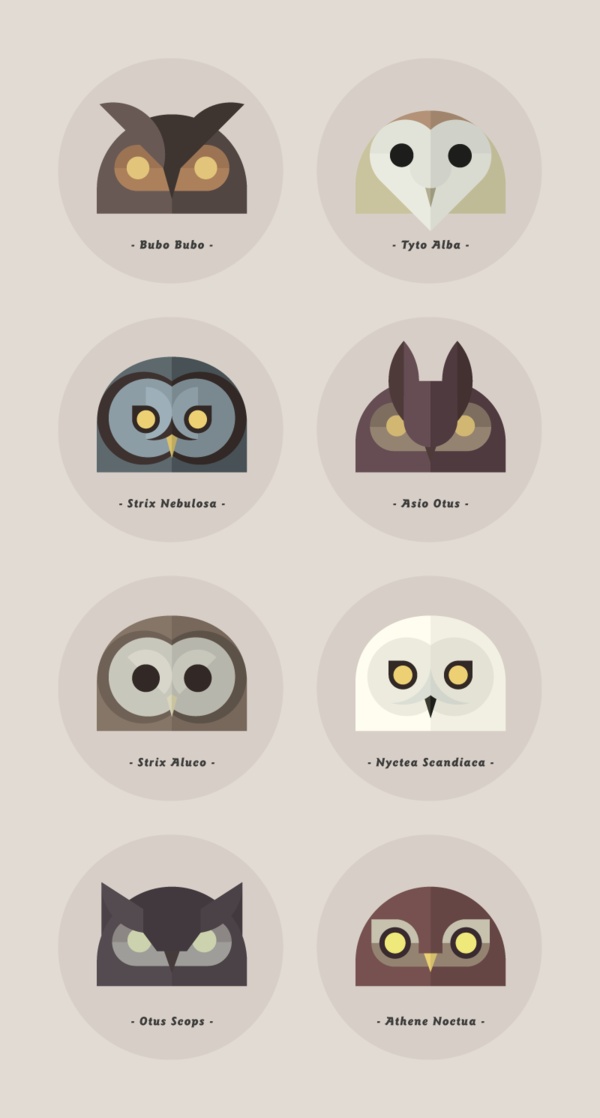 - Bubo Bubo -
- Tyto Alba -
- Strix Nebulosa -
- Asio Otus -
- Strix Aluco -
- Nyctea Scandiaca -
- Otus Scops -
- Athene Noctua -